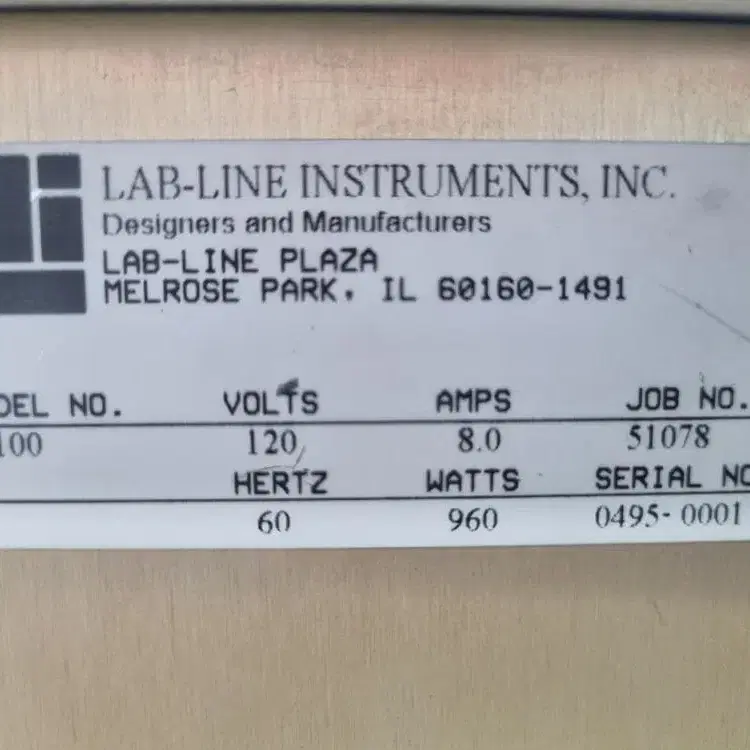 LAB-LINE INSTRUMENTS, INC.
Designers and Manufacturers
LAB-LINE PLAZA
MELROSE PARK, IL 60160-1491
DEL NO. VOLTS AMPS JOB NO.
100 120 8.0 51078
HERTZ WATTS SERIAL NO
60 960 0495-0001